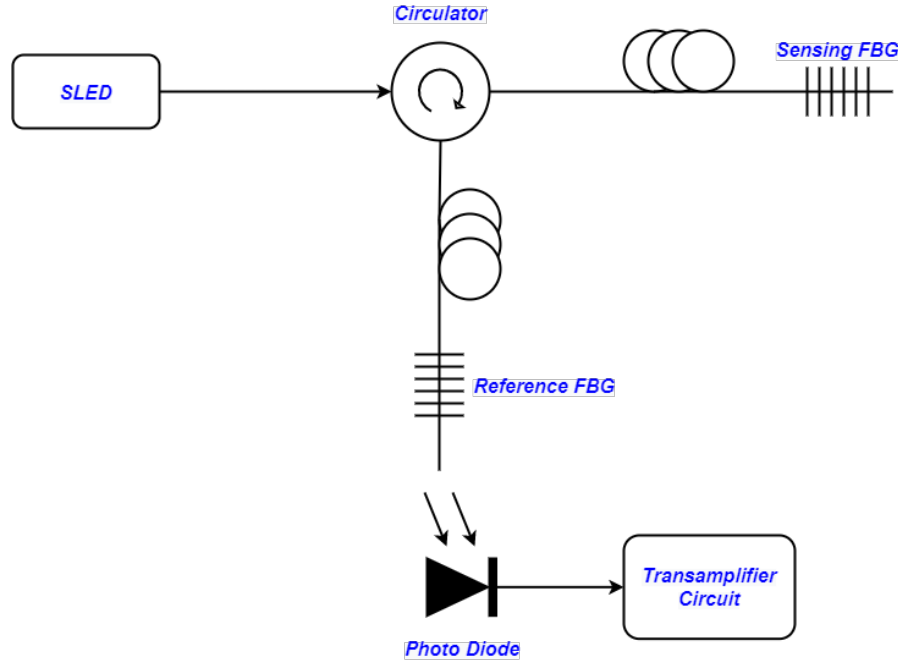 Circulator
Sensing FBG
SLED
Reference FBG
Transamplifier
Circuit
Photo Diode